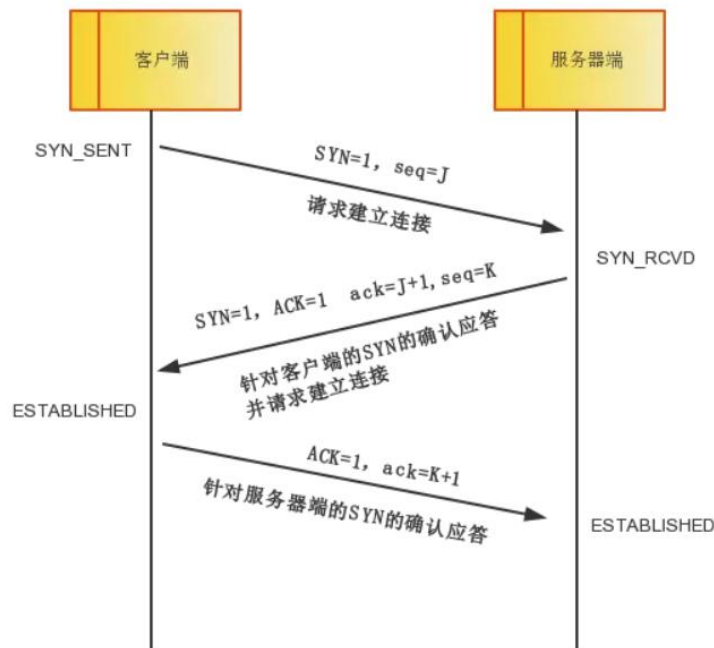 客户端
服务器端
SYN_SENT
SYN=1, seq=J
请求建立连接
SYN_RCVD
SYN=1, ACK=1 ack=J+1,seq=K
针对客户端的SYN的确认应答
并请求建立连接
ESTABLISHED
ACK=1, ack=K+1
针对服务器端的SYN的确认应答
ESTABLISHED